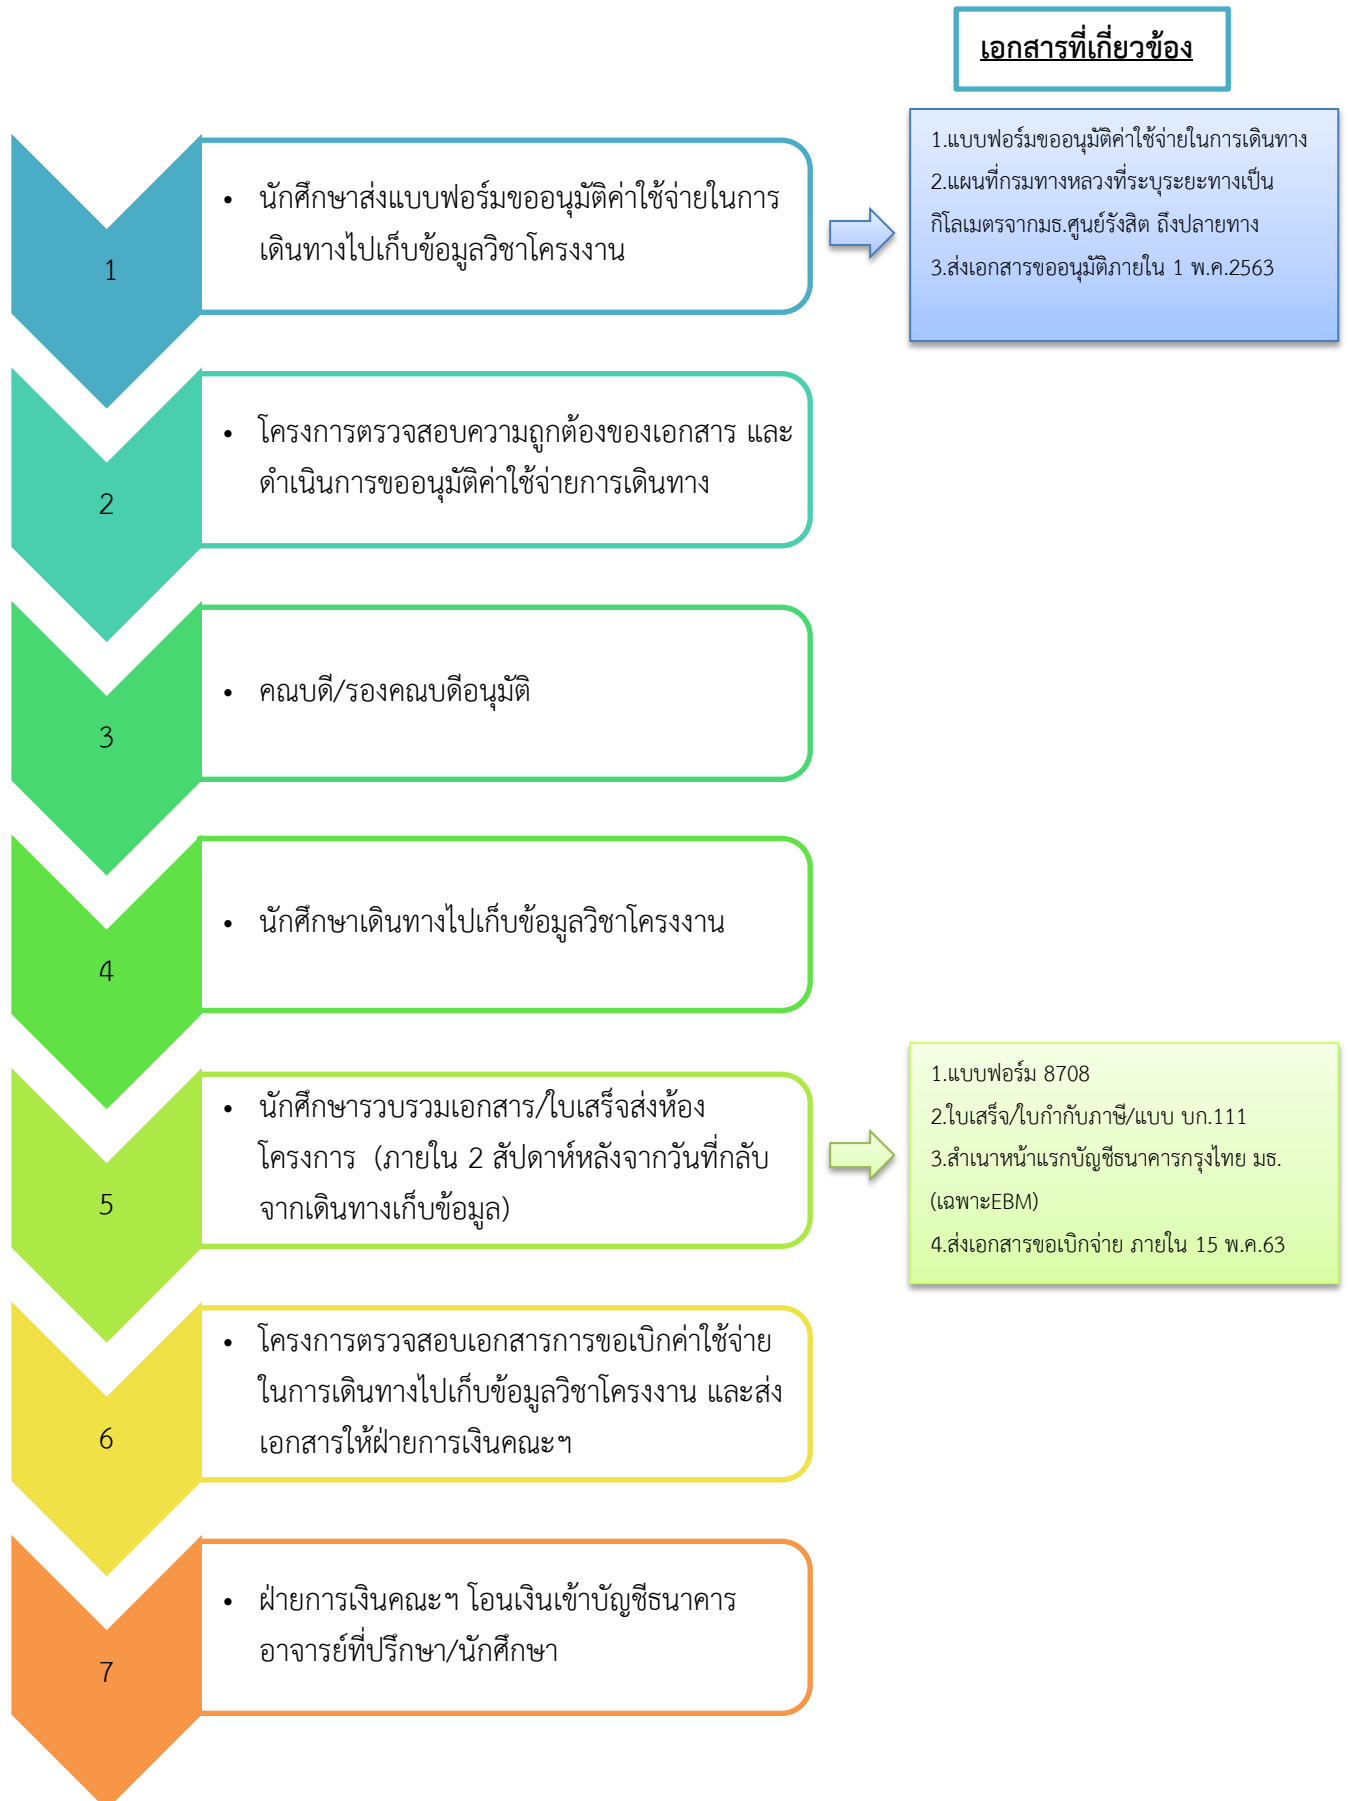 เอกสารที่เกี่ยวข้อง
1
• นักศึกษาส่งแบบฟอร์มขออนุมัติค่าใช้จ่ายในการ
เดินทางไปเก็บข้อมูลวิชาโครงงาน
1.แบบฟอร์มขออนุมัติค่าใช้จ่ายในการเดินทาง
2.แผนที่กรมทางหลวงที่ระบุระยะทางเป็น
กิโลเมตรจากมธ.ศูนย์รังสิต ถึงปลายทาง
3.ส่งเอกสารขออนุมัติภายใน 1 พ.ค.2563
2
• โครงการตรวจสอบความถูกต้องของเอกสาร และ
ดำเนินการขออนุมัติค่าใช้จ่ายการเดินทาง
3
• คณบดี/รองคณบดีอนุมัติ
4
• นักศึกษาเดินทางไปเก็บข้อมูลวิชาโครงงาน
5
• นักศึกษารวบรวมเอกสาร/ใบเสร็จส่งห้อง
โครงการ (ภายใน 2 สัปดาห์หลังจากวันที่กลับ
จากเดินทางเก็บข้อมูล)
1.แบบฟอร์ม 8708
2.ใบเสร็จ/ใบกำกับภาษี/แบบ บก.111
3.สำเนาหน้าแรกบัญชีธนาคารกรุงไทย มธ.
(เฉพาะEBM)
4.ส่งเอกสารขอเบิกจ่าย ภายใน 15 พ.ค.63
6
• โครงการตรวจสอบเอกสารการขอเบิกค่าใช้จ่าย
ในการเดินทางไปเก็บข้อมูลวิชาโครงงาน และส่ง
เอกสารให้ฝ่ายการเงินคณะฯ
7
• ฝ่ายการเงินคณะฯ โอนเงินเข้าบัญชีธนาคาร
อาจารย์ที่ปรึกษา/นักศึกษา